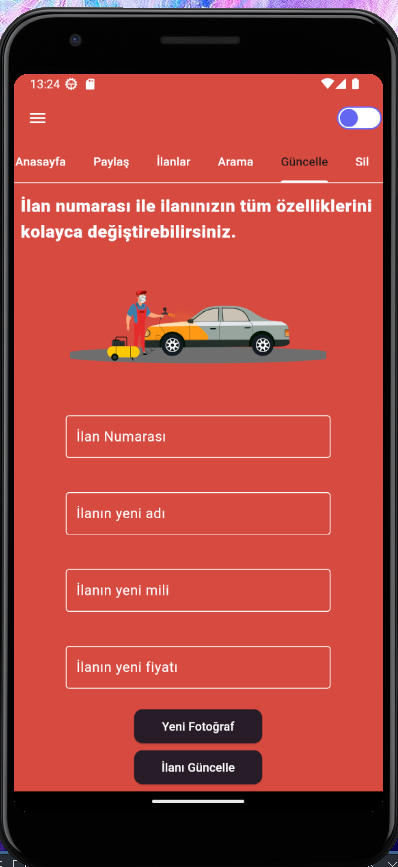 13:24
Anasayfa Paylaş İlanlar Arama Güncelle Sil
İlan numarası ile ilanınızın tüm özelliklerini
kolayca değiştirebilirsiniz.
İlan Numarası
İlanın yeni adı
İlanın yeni mili
İlanın yeni fiyatı
Yeni Fotoğraf
İlanı Güncelle